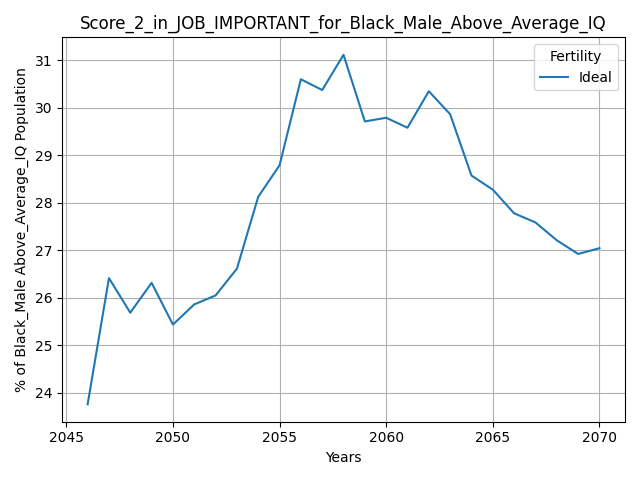 Score_2_in_JOB_IMPORTANT_for_Black_Male_Above_Average_IQ
Fertility
Ideal
31
30
29
28
27
26
25
24
% of Black_Male Above_Average_IQ Population
2045
2050
2055
2060
2065
2070
Years